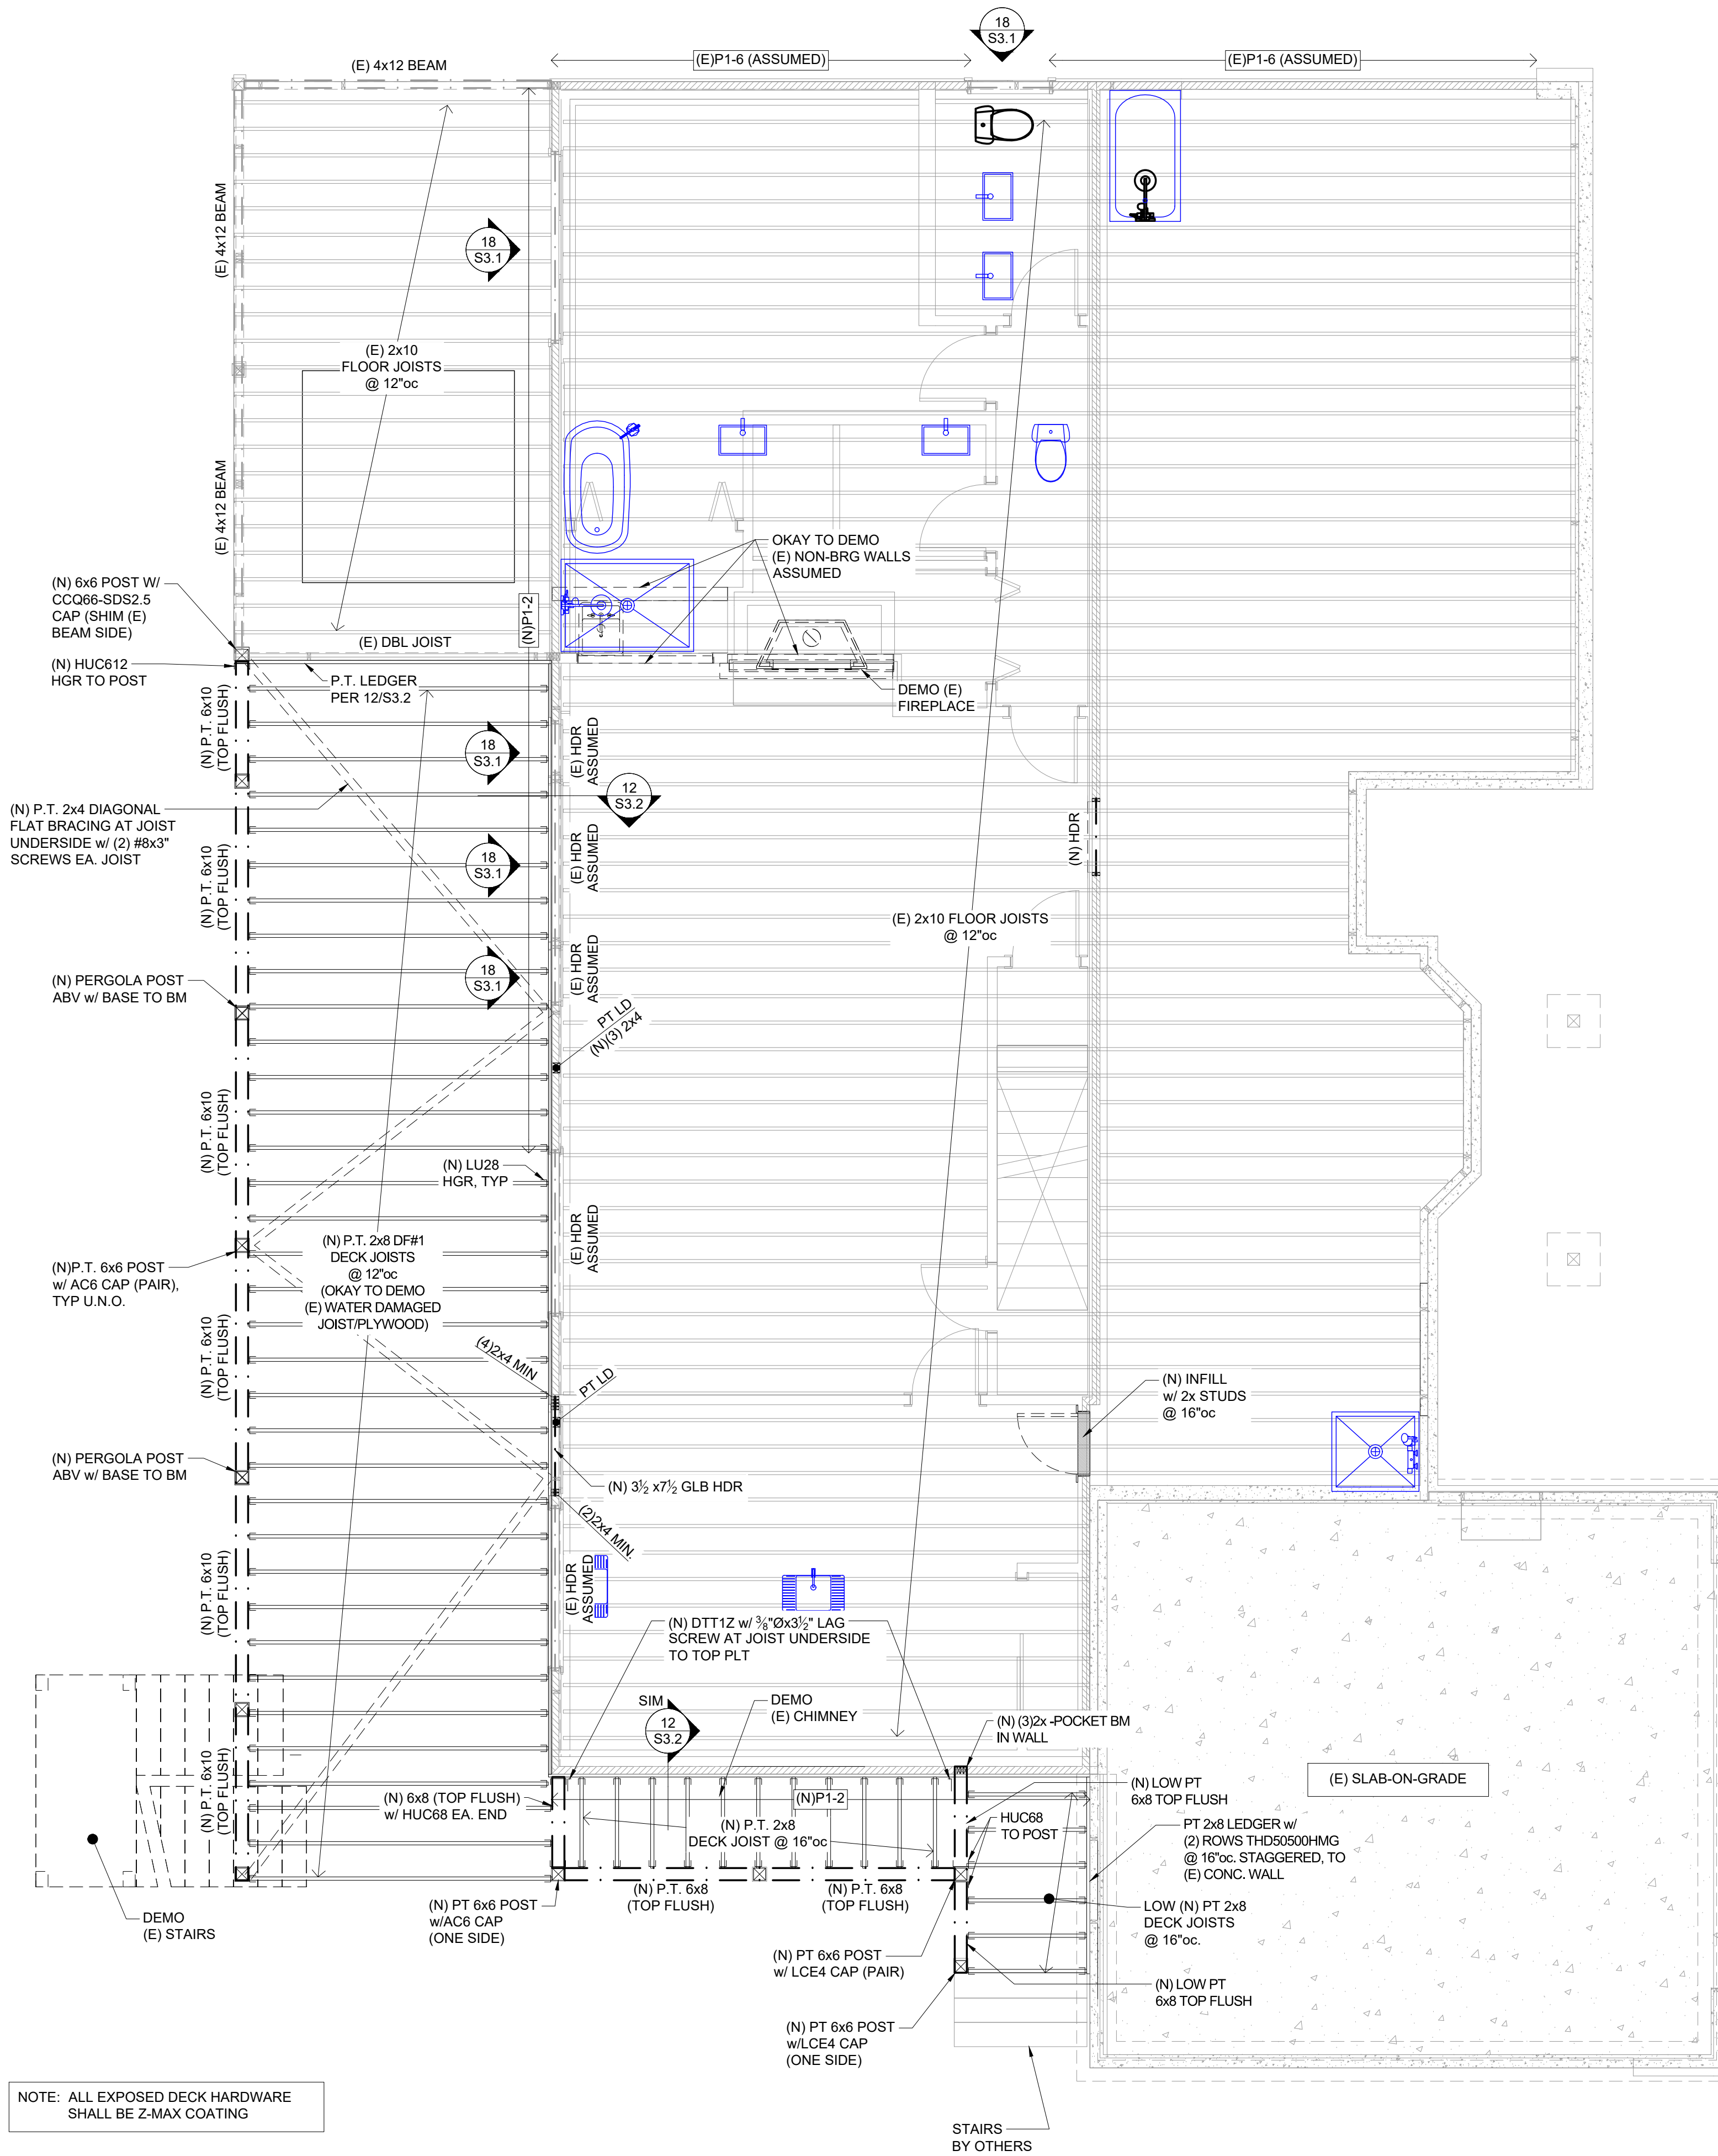 18
S3.1
(E) 4x12 BEAM
(E)P1-6 (ASSUMED)
(E)P1-6 (ASSUMED)
(E) 4x12 BEAM
18
S3.1
(E) 2x10
FLOOR JOISTS
@ 12"oc
(E) 4x12 BEAM
OKAY TO DEMO
(E) NON-BRG WALLS
ASSUMED
(N) 6x6 POST W/
CCQ66-SDS2.5
CAP (SHIM (E)
BEAM SIDE)
(N)P1-2
(E) DBL JOIST
(N) HUC612
HGR TO POST
P.T. LEDGER
PER 12/S3.2
DEMO (E)
FIREPLACE
(N) P.T. 6x10
(TOP FLUSH)
18
S3.1
(E) HDR
ASSUMED
12
S3.2
(N) P.T. 2x4 DIAGONAL
FLAT BRACING AT JOIST
UNDERSIDE w/ (2) #8x3"
SCREWS EA. JOIST
(N) HDR
(N) P.T. 6x10
(TOP FLUSH)
18
S3.1
(E) HDR
ASSUMED
(E) 2x10 FLOOR JOISTS
@ 12"oc
(N) PERGOLA POST
ABV w/ BASE TO BM
18
S3.1
(E) HDR
ASSUMED
PT LD
(N)(3) 2x4
(N) P.T. 6x10
(TOP FLUSH)
(N) LU28
HGR, TYP
(E) HDR
ASSUMED
(N)P.T. 6x6 POST
w/ AC6 CAP (PAIR),
TYP U.N.O.
(N) P.T. 2x8 DF#1
DECK JOISTS
@ 12"oc
(OKAY TO DEMO
(E) WATER DAMAGED
JOIST/PLYWOOD)
(N) P.T. 6x10
(TOP FLUSH)
(4)2x4 MIN
PT LD
(N) INFILL
w/ 2x STUDS
@ 16"oc
(N) PERGOLA POST
ABV w/ BASE TO BM
(N) 3½ x7½ GLB HDR
(2)2x4 MIN.
(N) P.T. 6x10
(TOP FLUSH)
(E) HDR
ASSUMED
(N) DTT1Z w/ ⅜"Øx3½" LAG
SCREW AT JOIST UNDERSIDE
TO TOP PLT
SIM
12
S3.2
DEMO
(E) CHIMNEY
(N) (3)2x -POCKET BM
IN WALL
(N) P.T. 6x10
(TOP FLUSH)
(N) 6x8 (TOP FLUSH)
w/ HUC68 EA. END
(N)P1-2
(N) P.T. 2x8
DECK JOIST @ 16"oc
(N) LOW PT
6x8 TOP FLUSH
(E) SLAB-ON-GRADE
HUC68
TO POST
PT 2x8 LEDGER w/
(2) ROWS THD50500HMG
@ 16"oc. STAGGERED, TO
(E) CONC. WALL
(N) P.T. 6x8
(TOP FLUSH)
(N) P.T. 6x8
(TOP FLUSH)
DEMO
(E) STAIRS
(N) PT 6x6 POST
w/AC6 CAP
(ONE SIDE)
LOW (N) PT 2x8
DECK JOISTS
@ 16"oc.
(N) PT 6x6 POST
w/ LCE4 CAP (PAIR)
(N) LOW PT
6x8 TOP FLUSH
(N) PT 6x6 POST
w/LCE4 CAP
(ONE SIDE)
NOTE: ALL EXPOSED DECK HARDWARE
SHALL BE Z-MAX COATING
STAIRS
BY OTHERS